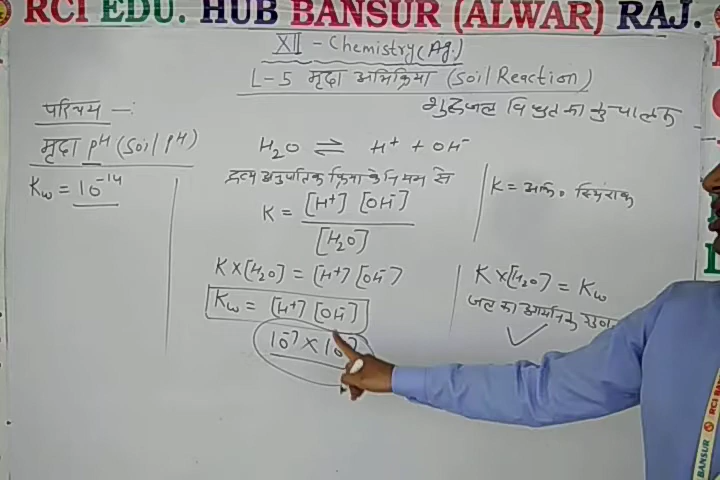 RCI EDU. HUB BANSUR (ALWAR) RAJ.
XII - Chemistry (Ag.)
L-5 मृदा अभिक्रिया (Soil Reaction)
परिचय —:
शुद्ध जल विधुत का कुचालक
मृदा pH (Soil pH)
H₂O ⇌ H⁺ + OH⁻
Kw = 10⁻¹⁴
द्रव्य अनुपातिक क्रिया के नियम से
K = [H⁺] [OH⁻] / [H₂O]
K =
K × [H₂O] = [H⁺] [OH⁻]
Kw = [H⁺] [OH⁻]
10⁻⁷ × 10⁻⁷
K × [H₂O] = Kw
जल का आयनिक
RCI